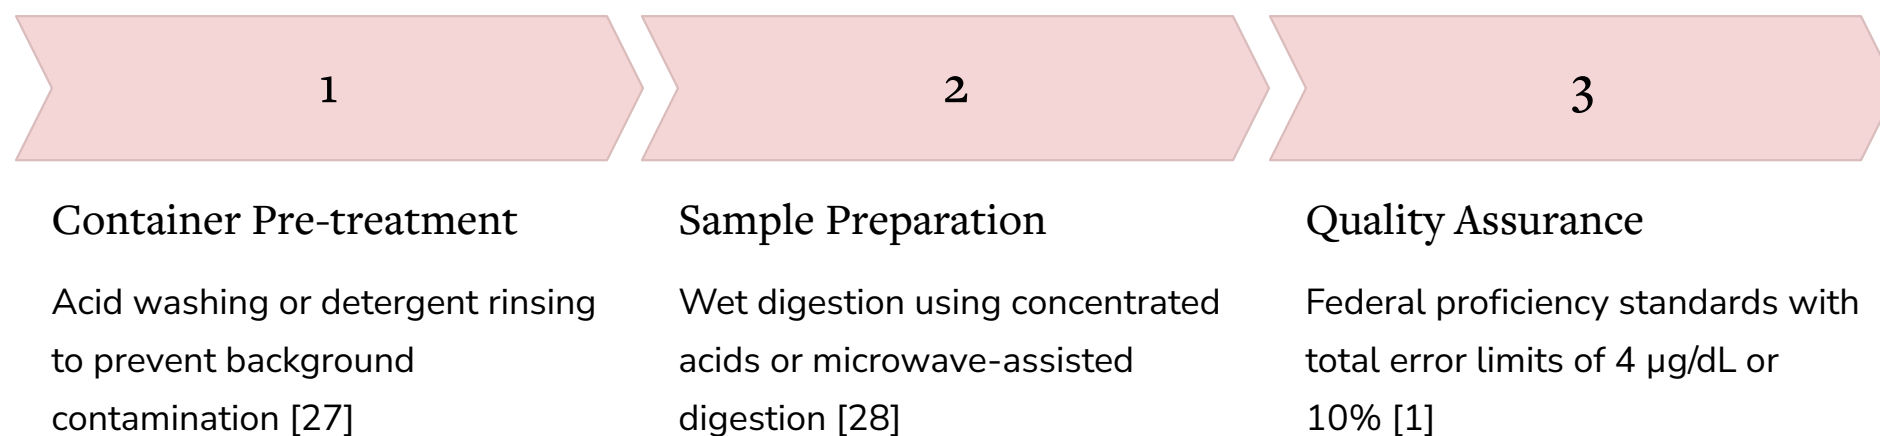 1
2
3
Container Pre-treatment
Acid washing or detergent rinsing
to prevent background
contamination [27]
Sample Preparation
Wet digestion using concentrated
acids or microwave-assisted
digestion [28]
Quality Assurance
Federal proficiency standards with
total error limits of 4 µg/dL or
10% [1]